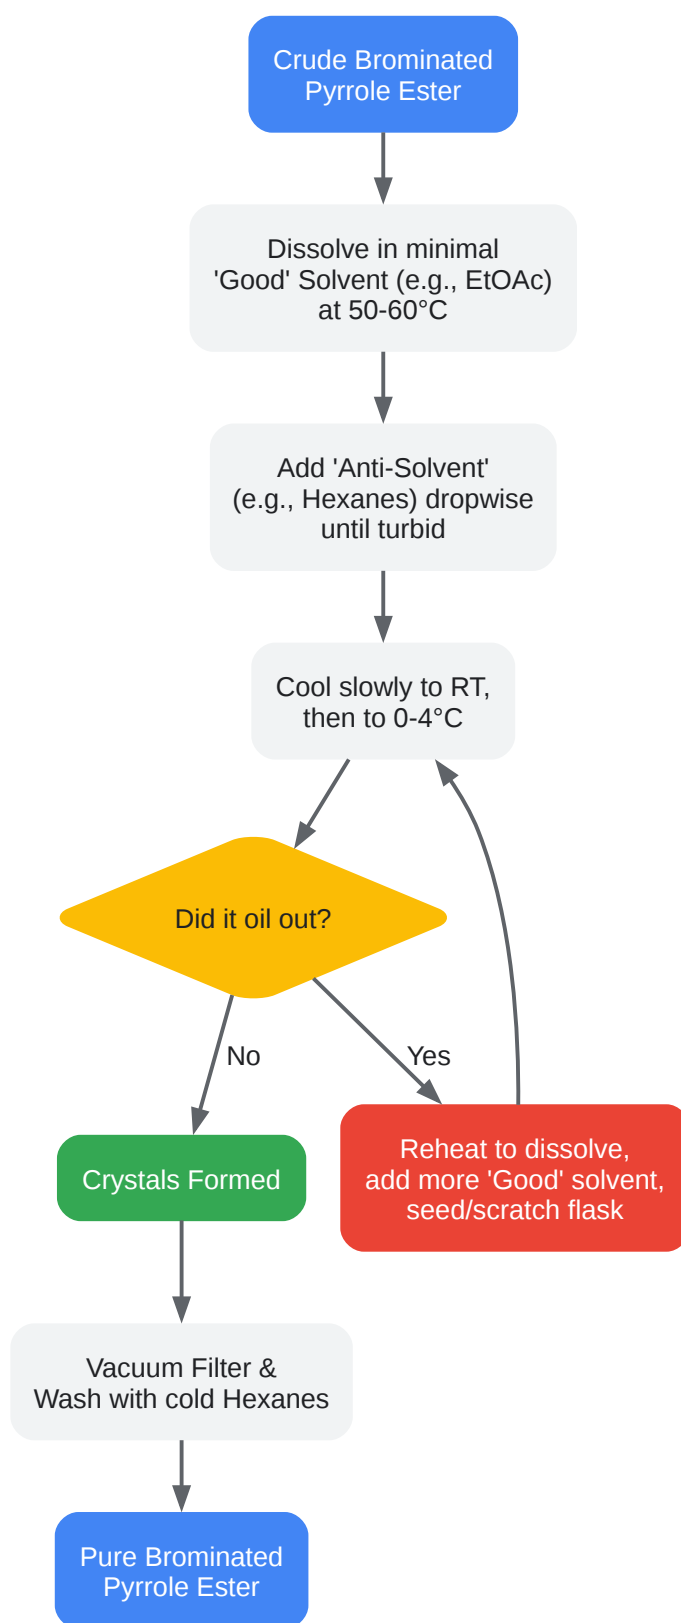 Crude Brominated
Pyrrole Ester
Dissolve in minimal
'Good' Solvent (e.g., EtOAc)
at 50-60°C
Add 'Anti-Solvent'
(e.g., Hexanes) dropwise
until turbid
Cool slowly to RT,
then to 0-4°C
Did it oil out?
No
Yes
Crystals Formed
Reheat to dissolve,
add more 'Good' solvent,
seed/scratch flask
Vacuum Filter &
Wash with cold Hexanes
Pure Brominated
Pyrrole Ester